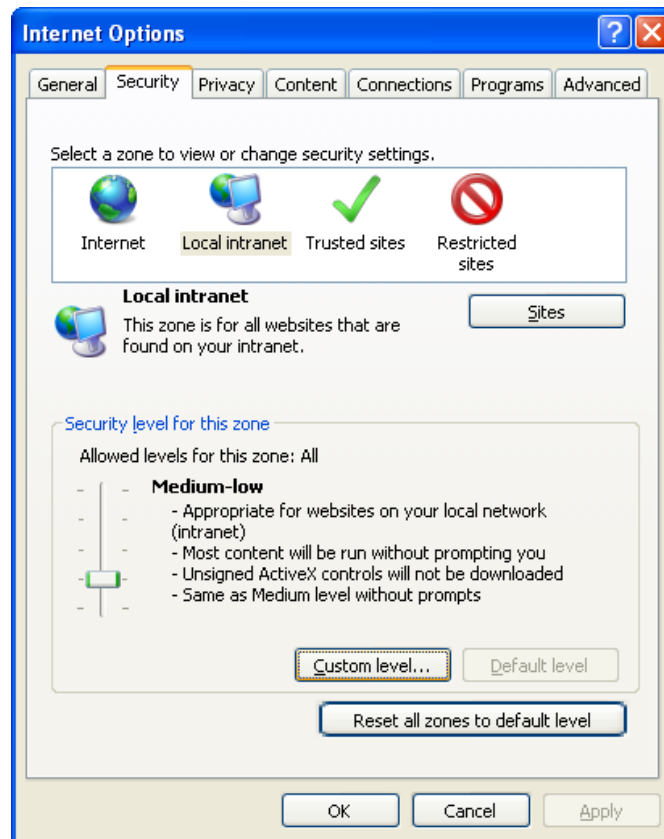 Internet Options
General Security Privacy Content Connections Programs Advanced
Select a zone to view or change security settings.
Internet Local intranet Trusted sites Restricted
sites
Local intranet
Sites
This zone is for all websites that are
found on your intranet.
Security level for this zone
Allowed levels for this zone: All
Medium-low
- Appropriate for websites on your local network
(intranet)
- Most content will be run without prompting you
- Unsigned ActiveX controls will not be downloaded
- Same as Medium level without prompts
Custom level... Default level
Reset all zones to default level
OK Cancel Apply